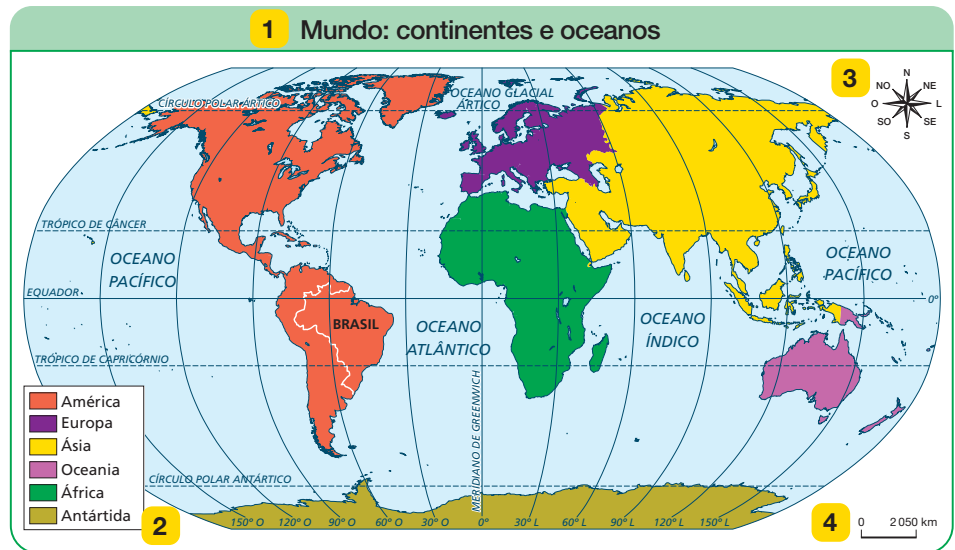 1 Mundo: continentes e oceanos
3
N
NO NE
O L
SO SE
S
OCEANO GLACIAL
ÁRTICO
CÍRCULO POLAR ÁRTICO
TRÓPICO DE CÂNCER
OCEANO
PACÍFICO
OCEANO
PACÍFICO
EQUADOR
0°
BRASIL
OCEANO
ATLÂNTICO
OCEANO
ÍNDICO
TRÓPICO DE CAPRICÓRNIO
MERIDIANO DE GREENWICH
América
Europa
Ásia
Oceania
África
Antártida
2
CÍRCULO POLAR ANTÁRTICO
150° O 120° O 90° O 60° O 30° O 0° 30° L 60° L 90° L 120° L 150° L
4
0 2 050 km